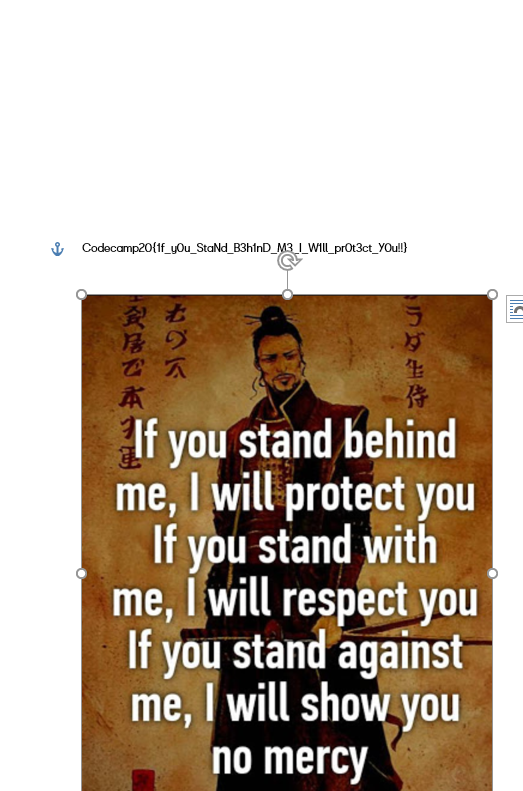 Codecamp20{1f_y0u_StaNd_B3h1nD_M3_I_W1ll_pr0t3ct_Y0u!!}
If you stand behind
me, I will protect you
If you stand with
me, I will respect you
If you stand against
me, I will show you
no mercy